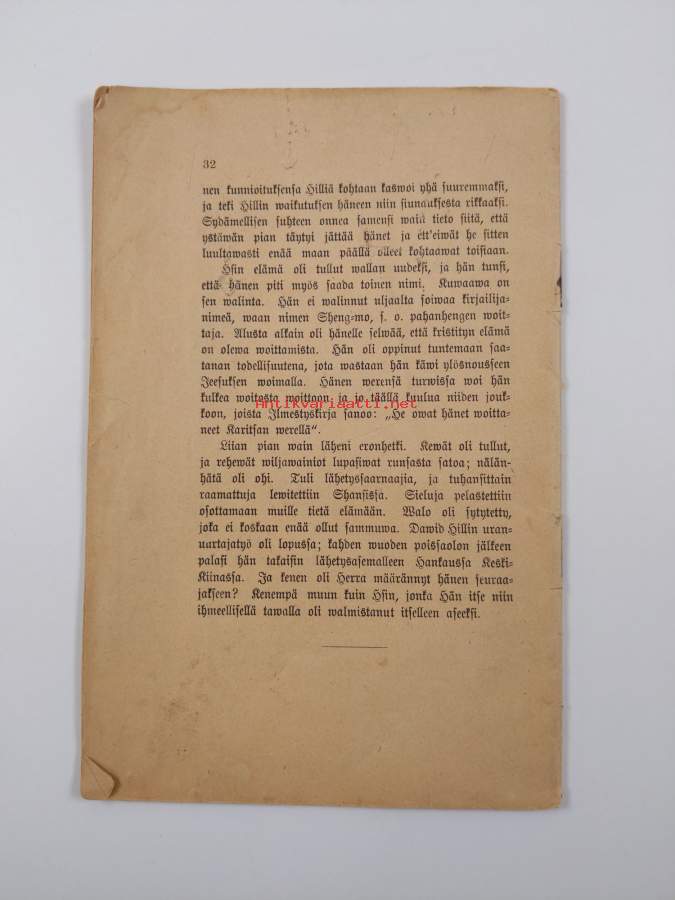 32
nen kunnioituksensa Hilliä kohtaan kaswoi yhä suuremmaksi,
ja teki Hillin waikutuksen häneen niin siunauksesta rikkaaksi.
Sydämellisen suhteen onnea samensi wain tieto siitä, että
ystäwän pian täytyi jättää hänet ja ett'eiwät he sitten
luultawasti enää maan päällä olleet kohtaawat toisiaan.
Hsin elämä oli tullut wallan uudeksi, ja hän tunsi,
että hänen piti myös saada toinen nimi. Kuwaawa on
sen walinta. Hän ei walinnut uljaalta soiwaa kirjailija-
nimeä, waan nimen Sheng-mo, s. o. pahanhengen woit-
taja. Alusta alkain oli hänelle selwää, että kristityn elämä
on olewa woittamista. Hän oli oppinut tuntemaan saa-
tanan todellisuutena, jota wastaan hän käwi ylösnousseen
Jeesuksen woimalla. Hänen werensä turwissa woi hän
kulkea woitosta woittoon ja jo täällä kuulua niiden jouk-
koon, joista Ilmestyskirja sanoo: „He owat hänet woitta-
neet Karitsan werellä“.
Antikvariaatti.net
Liian pian wain läheni eronhetki. Kewät oli tullut,
ja rehewät wiljawainiot lupasiwat runsasta satoa; nälän-
hätä oli ohi. Tuli lähetyssaarnaajia, ja tuhansittain
raamattuja lewitettiin Shansissa. Sieluja pelastettiin
osottamaan muille tietä elämään. Walo oli sytytetty,
joka ei koskaan enää ollut sammuwa. Dawid Hillin uran-
uurtajatyö oli lopussa; kahden wuoden poissaolon jälkeen
palasi hän takaisin lähetysasemalleen Hankaussa Keski-
Kiinassa. Ja kenen oli Herra määrännyt hänen seuraa-
jakseen? Kenempä muun kuin Hsin, jonka Hän itse niin
ihmeellisellä tawalla oli walmistanut itselleen aseeksi.